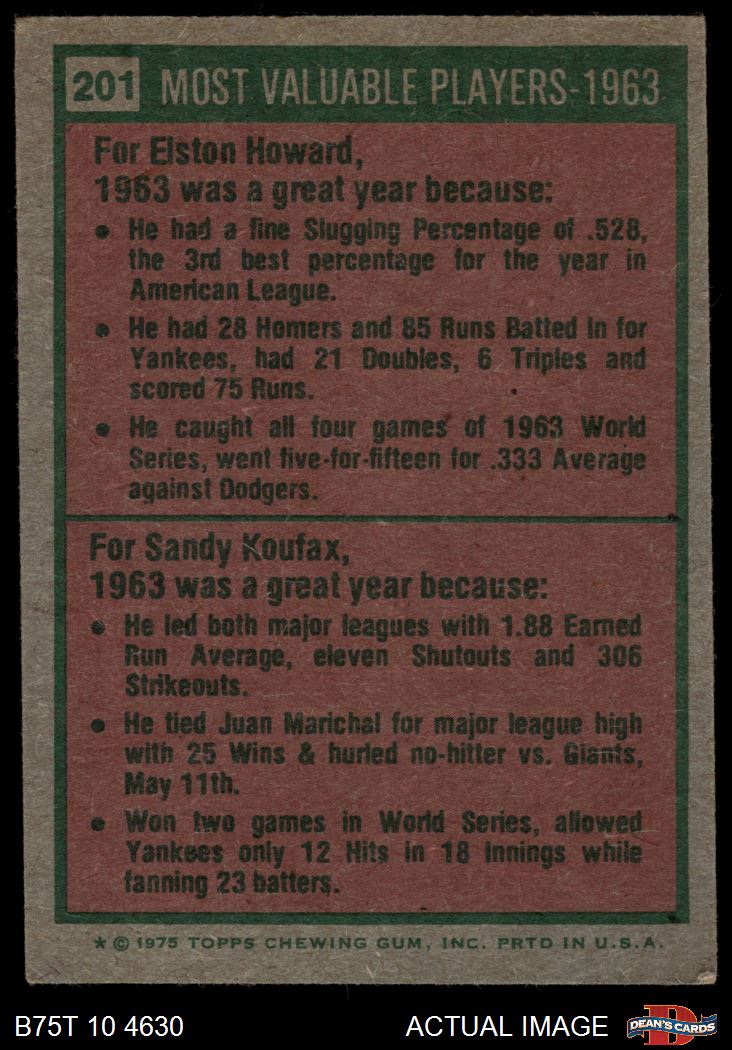 201 MOST VALUABLE PLAYERS-1963
For Elston Howard,
1963 was a great year because:
• He had a fine Slugging Percentage of .528,
the 3rd best percentage for the year in
American League.
• He had 28 Homers and 85 Runs Batted In for
Yankees, had 21 Doubles, 6 Triples and
scored 75 Runs.
• He caught all four games of 1963 World
Series, went five-for-fifteen for .333 Average
against Dodgers.
For Sandy Koufax,
1963 was a great year because:
• He led both major leagues with 1.88 Earned
Run Average, eleven Shutouts and 306
Strikeouts.
• He tied Juan Marichal for major league high
with 25 Wins & hurled no-hitter vs. Giants,
May 11th.
• Won two games in World Series, allowed
Yankees only 12 Hits in 18 Innings while
fanning 23 batters.
* © 1975 TOPPS CHEWING GUM, INC. PRTD IN U.S.A.
B75T 10 4630 ACTUAL IMAGE D DEAN'S CARDS